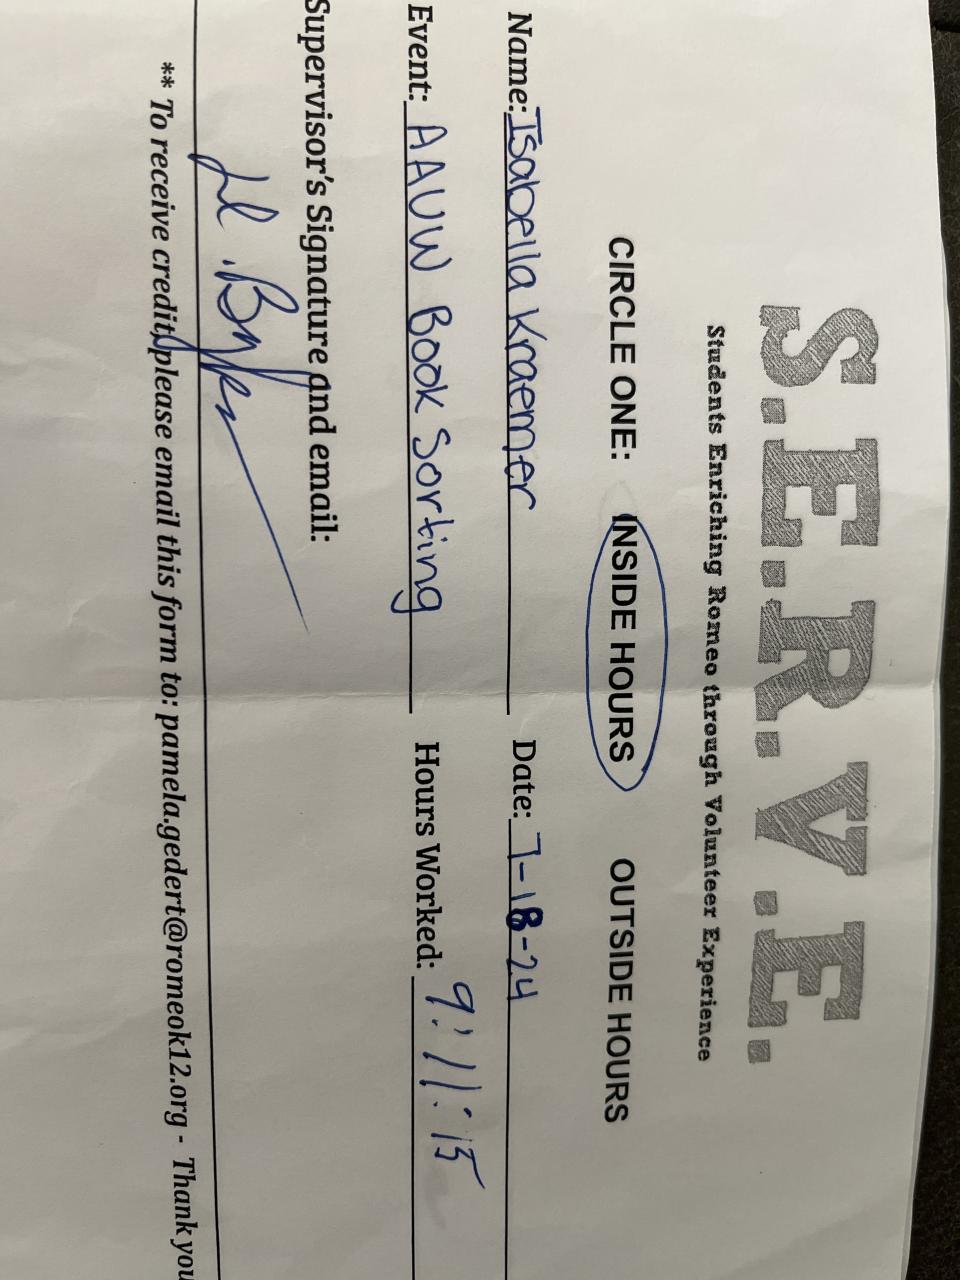 S.E.R.V.E.
Students Enriching Romeo through Volunteer Experience
CIRCLE ONE: INSIDE HOURS OUTSIDE HOURS
Name: Isabella Kraemer Date: 7-18-24
Event: AAUW Book Sorting Hours Worked: 9:11:15
Supervisor's Signature and email:
** To receive credit, please email this form to: pamela.gedert@romeok12.org - Thank you